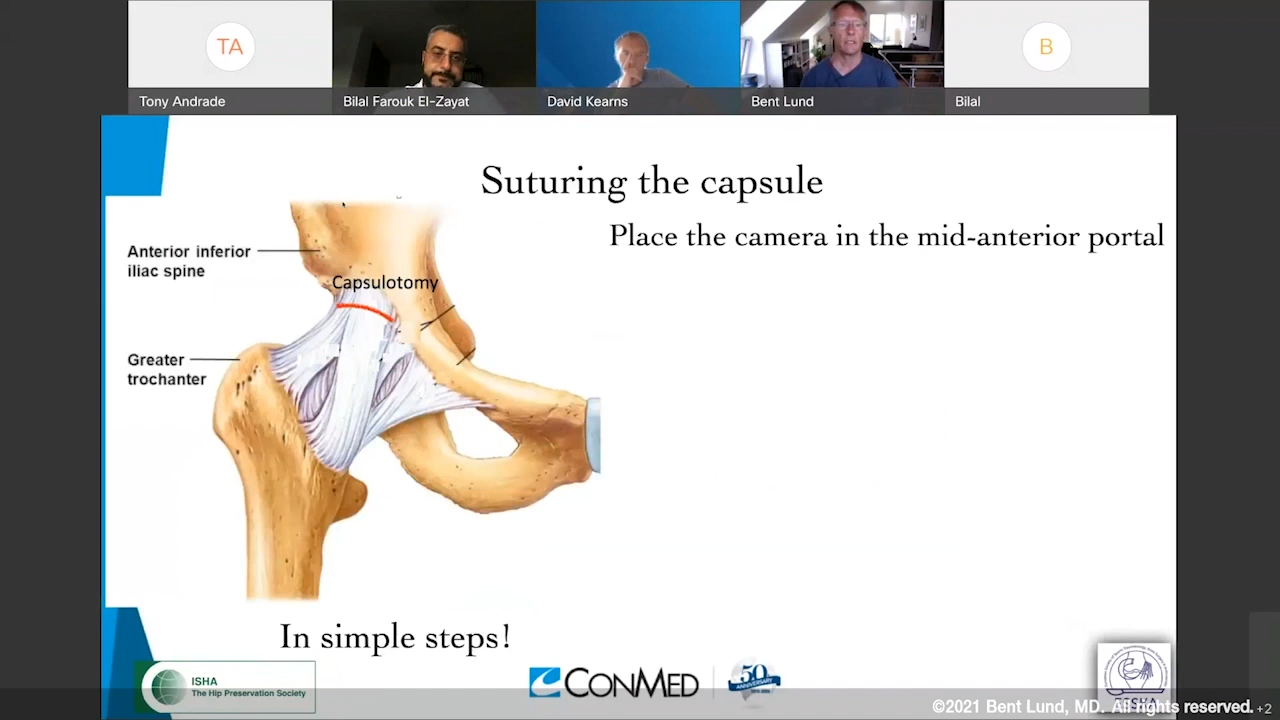 TA
B
Tony Andrade
Bilal Farouk El-Zayat
David Kearns
Bent Lund
Bilal
Suturing the capsule
Place the camera in the mid-anterior portal
Anterior inferior
iliac spine
Capsulotomy
Greater
trochanter
In simple steps!
ISHA
The Hip Preservation Society
CONMED
50
ANNIVERSARY
©2021 Bent Lund, MD. All rights reserved. +2